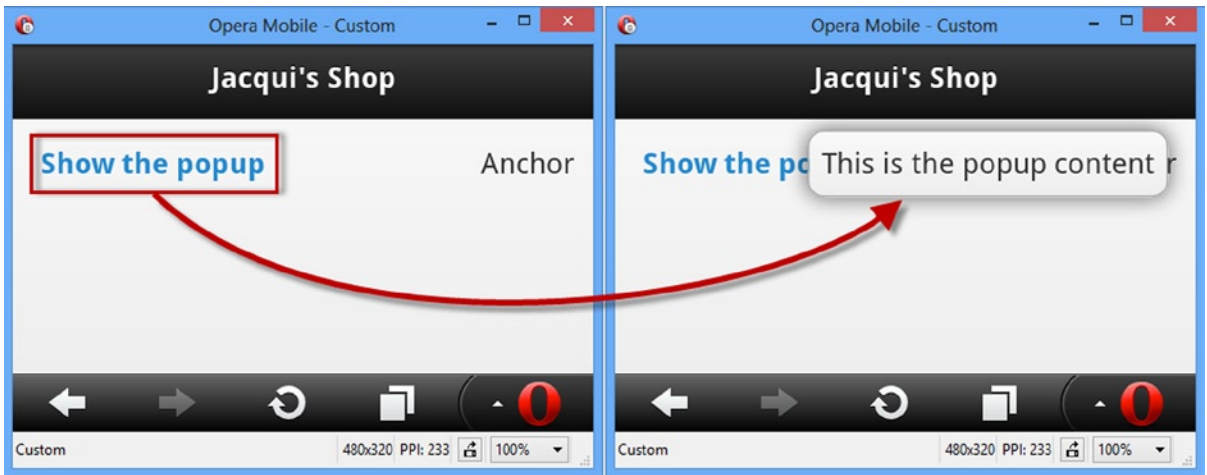 Opera Mobile - Custom
Jacqui's Shop
Show the popup
Anchor
Custom
480x320 PPI: 233
100%
Opera Mobile - Custom
Jacqui's Shop
Show the po
This is the popup content
r
Custom
480x320 PPI: 233
100%